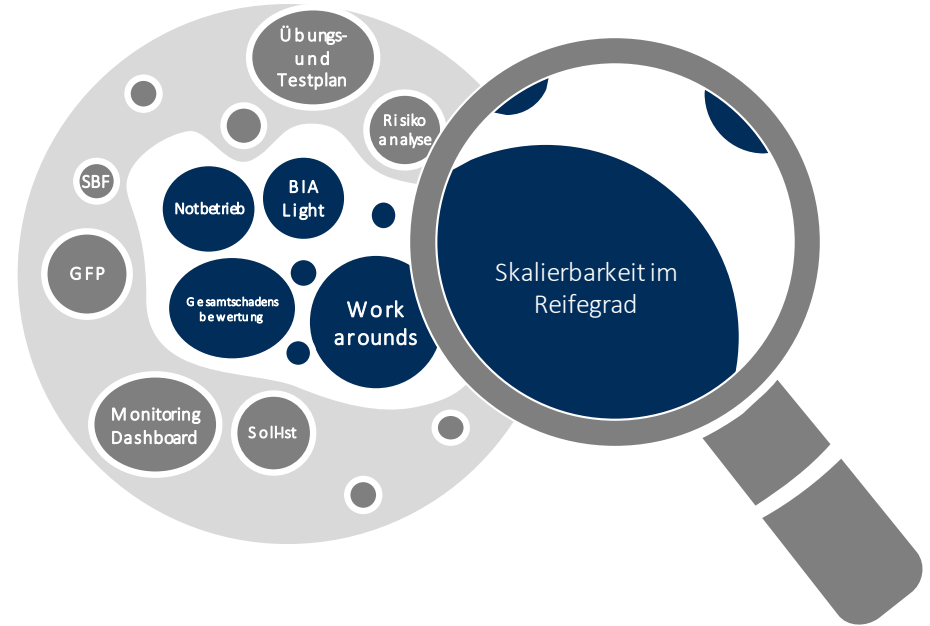 Übungs-
und
Testplan
Risiko
analyse
SBF
Notbetrieb
BIA
Light
GFP
Gesamtschadens
bewertung
Work
arounds
Skalierbarkeit im
Reifegrad
Monitoring
Dashboard
SollIst